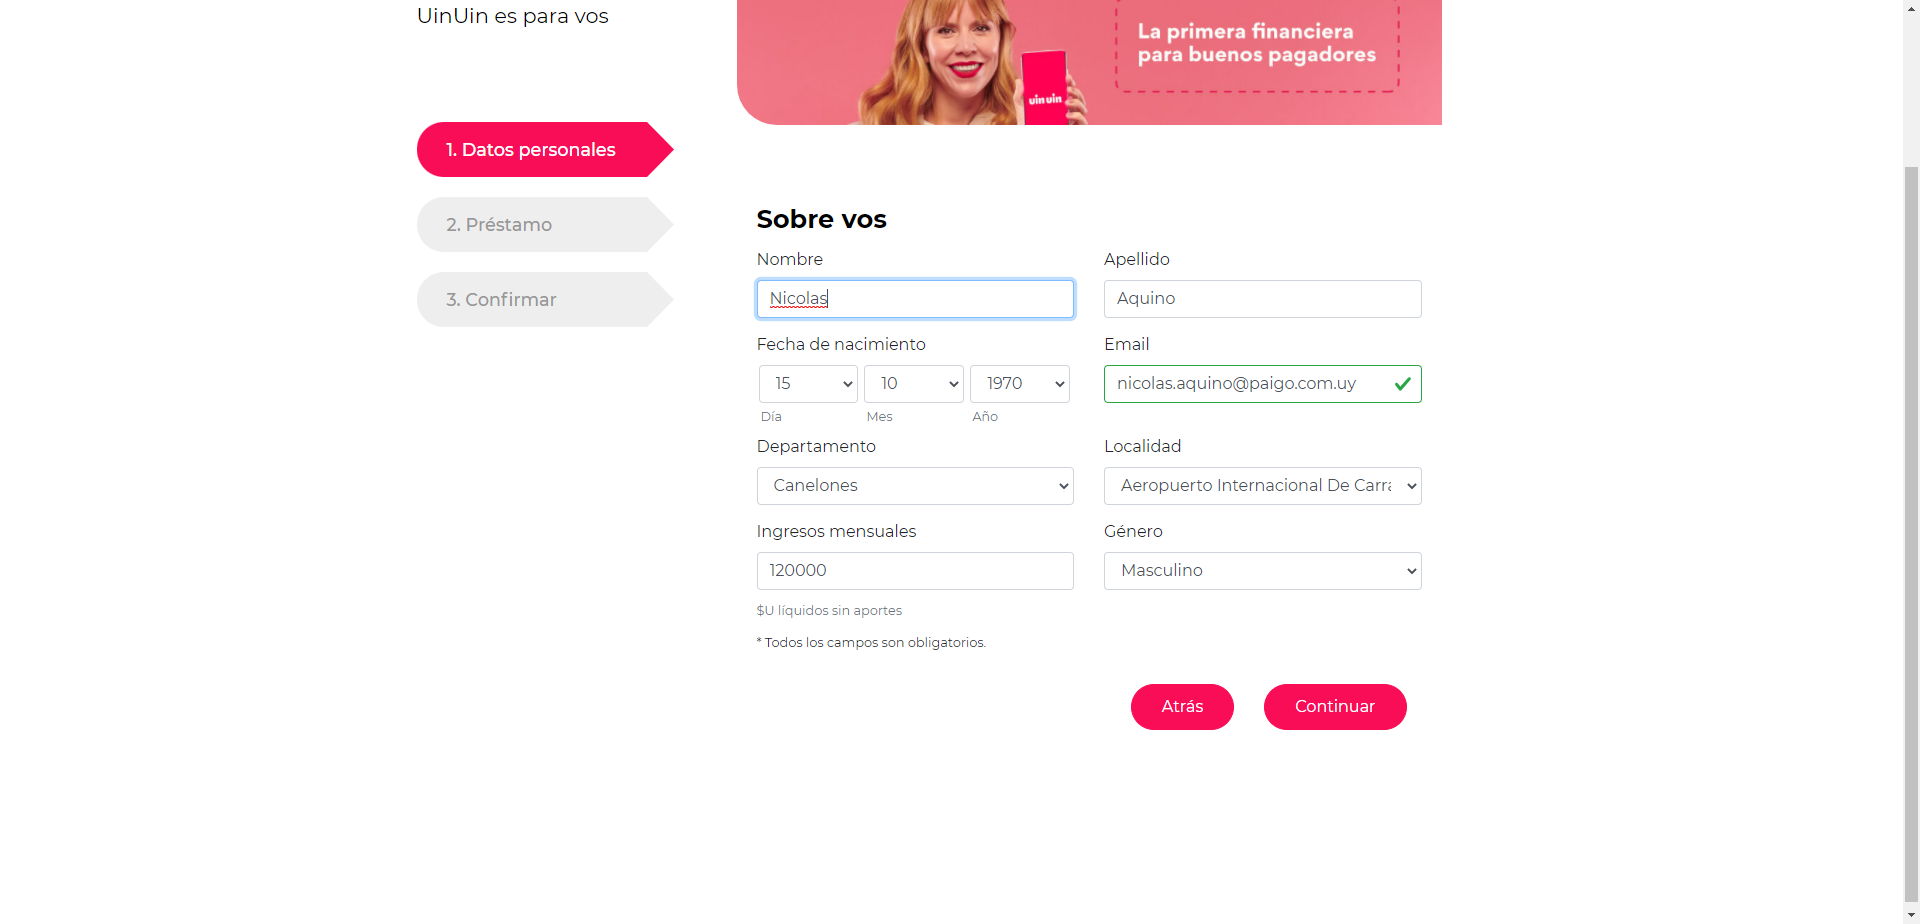 UinUin es para vos
La primera financiera
para buenos pagadores
uin uin
1. Datos personales
2. Préstamo
3. Confirmar
Sobre vos
Nombre
Apellido
Nicolas
Aquino
Fecha de nacimiento
Email
15
10
1970
nicolas.aquino@paigo.com.uy
Día
Mes
Año
Departamento
Localidad
Canelones
Aeropuerto Internacional De Carra
Ingresos mensuales
Género
120000
Masculino
$U líquidos sin aportes
* Todos los campos son obligatorios.
Atrás
Continuar